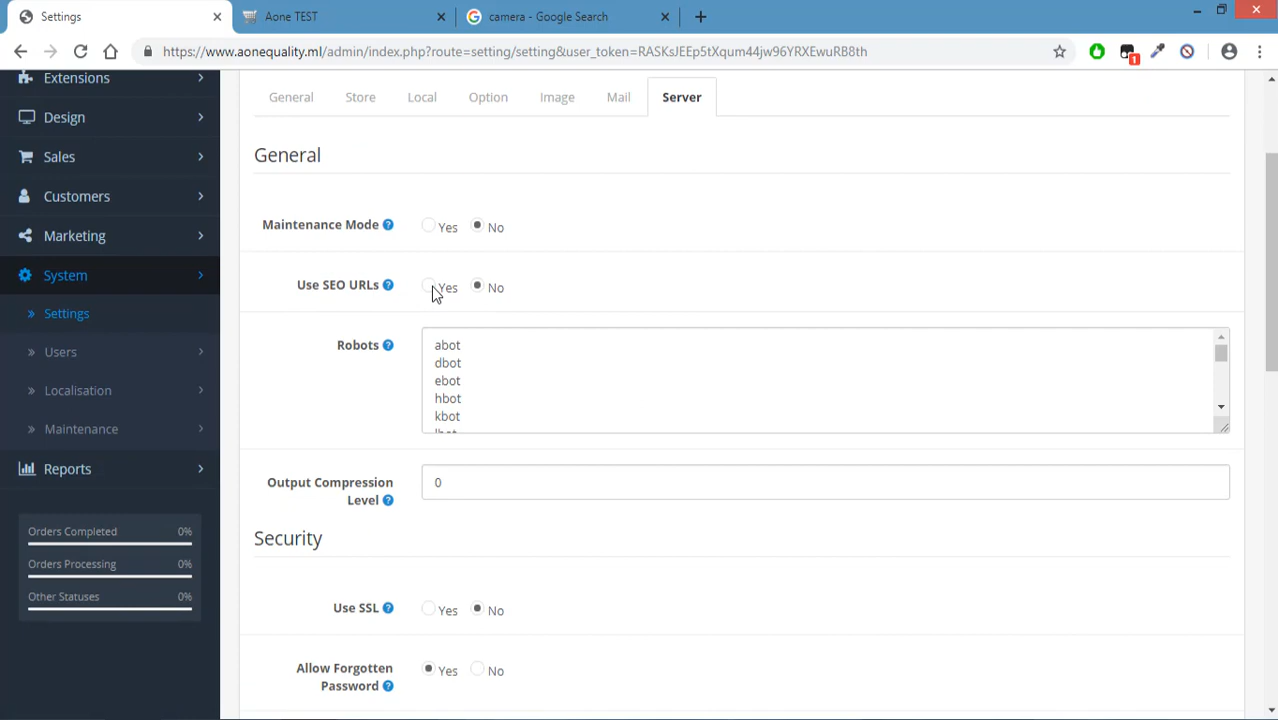 Settings
Aone TEST
camera - Google Search
https://www.aonequality.ml/admin/index.php?route=setting/setting&user_token=RASKsJEEp5tXqum44jw96YRXEwuRB8th
1
Extensions
Design
Sales
Customers
Marketing
System
Settings
Users
Localisation
Maintenance
Reports
Orders Completed 0%
Orders Processing 0%
Other Statuses 0%
General Store Local Option Image Mail Server
General
Maintenance Mode ? Yes No
Use SEO URLs ? Yes No
Robots ?
abot
dbot
ebot
hbot
kbot
Output Compression
Level ?
0
Security
Use SSL ? Yes No
Allow Forgotten
Password ?
Yes No